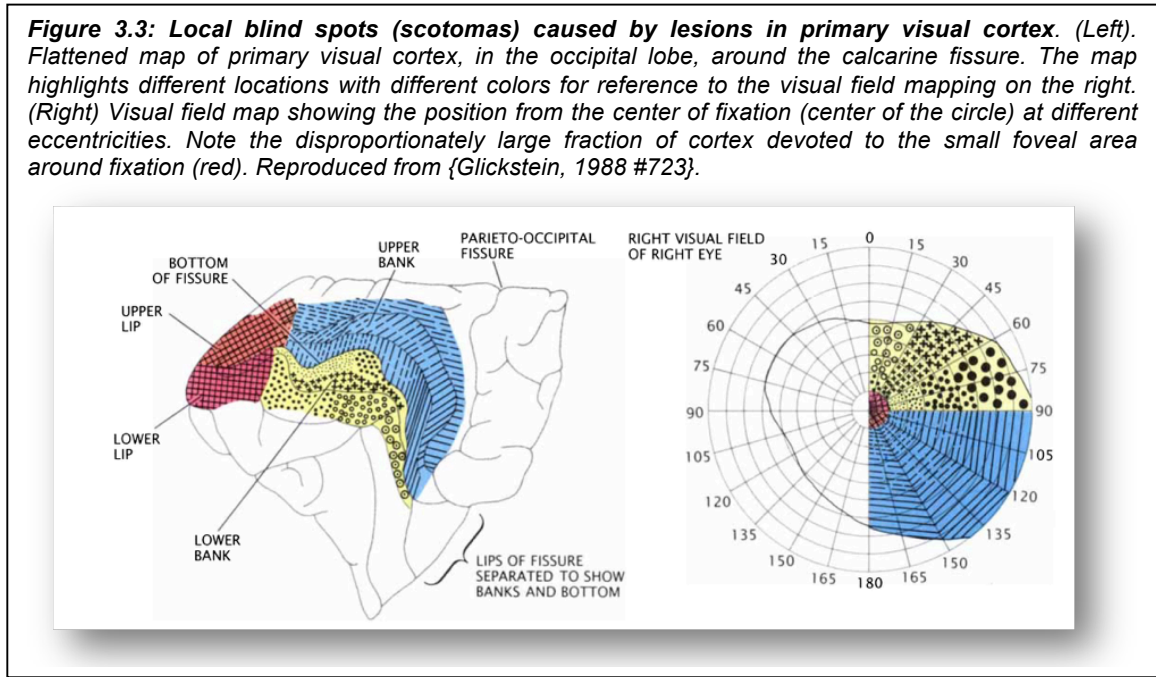 Figure 3.3: Local blind spots (scotomas) caused by lesions in primary visual cortex. (Left).
Flattened map of primary visual cortex, in the occipital lobe, around the calcarine fissure. The map
highlights different locations with different colors for reference to the visual field mapping on the right.
(Right) Visual field map showing the position from the center of fixation (center of the circle) at different
eccentricities. Note the disproportionately large fraction of cortex devoted to the small foveal area
around fixation (red). Reproduced from {Glickstein, 1988 #723}.
BOTTOM
OF FISSURE
UPPER
BANK
PARIETO-OCCIPITAL
FISSURE
UPPER
LIP
LOWER
LIP
LOWER
BANK
LIPS OF FISSURE
SEPARATED TO SHOW
BANKS AND BOTTOM
RIGHT VISUAL FIELD
OF RIGHT EYE
0
15
15
30
30
45
45
60
60
75
75
90
90
105
105
120
120
135
135
150
150
165
165
180